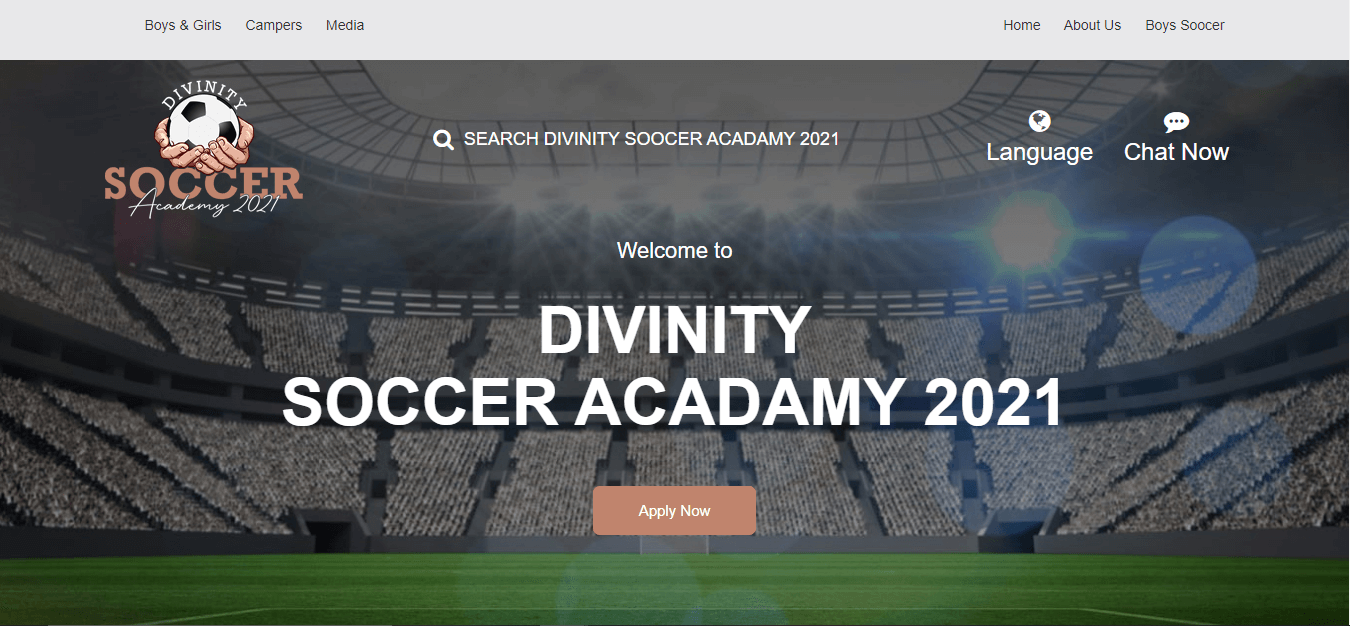 Boys & Girls Campers Media Home About Us Boys Soocer
DIVINITY
SOCCER
Academy 2021
SEARCH DIVINITY SOOCER ACADAMY 2021
Language Chat Now
Welcome to
DIVINITY
SOCCER ACADAMY 2021
Apply Now